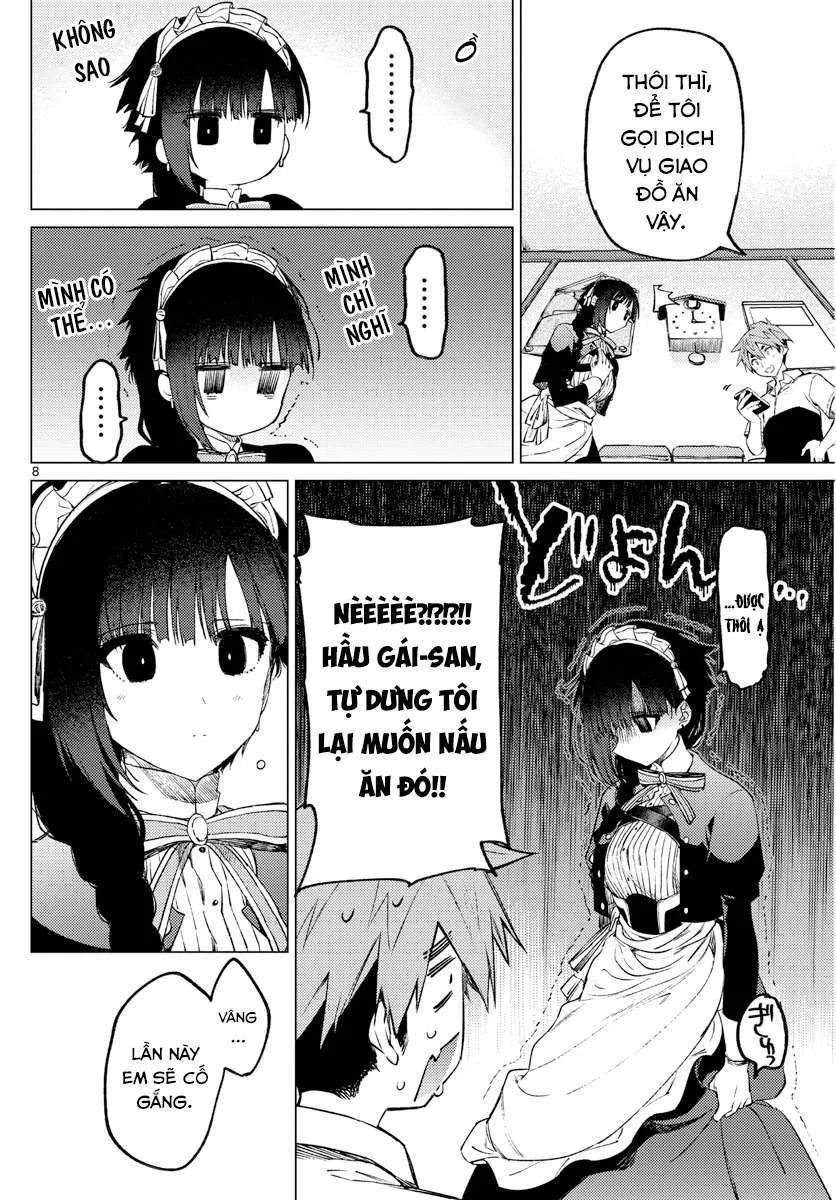 THÔI THÌ,
ĐỂ TÔI
GỌI DỊCH
VỤ GIAO
ĐỒ ĂN
VẬY.
Ồ
........
KHÔNG
SAO
MÌNH
CHỈ
NGHĨ
........
MÌNH CÓ
THỂ...
........
8
どよん
...ĐƯỢC
THÔI Ạ
NÈÈÈÈÈ?!?!?!!
HẦU GÁI-SAN,
TỰ DƯNG TÔI
LẠI MUỐN NẤU
ĂN ĐÓ!!
ぎしゅっ
VÂNG
...
LẦN NÀY
EM SẼ CỐ
GẮNG.